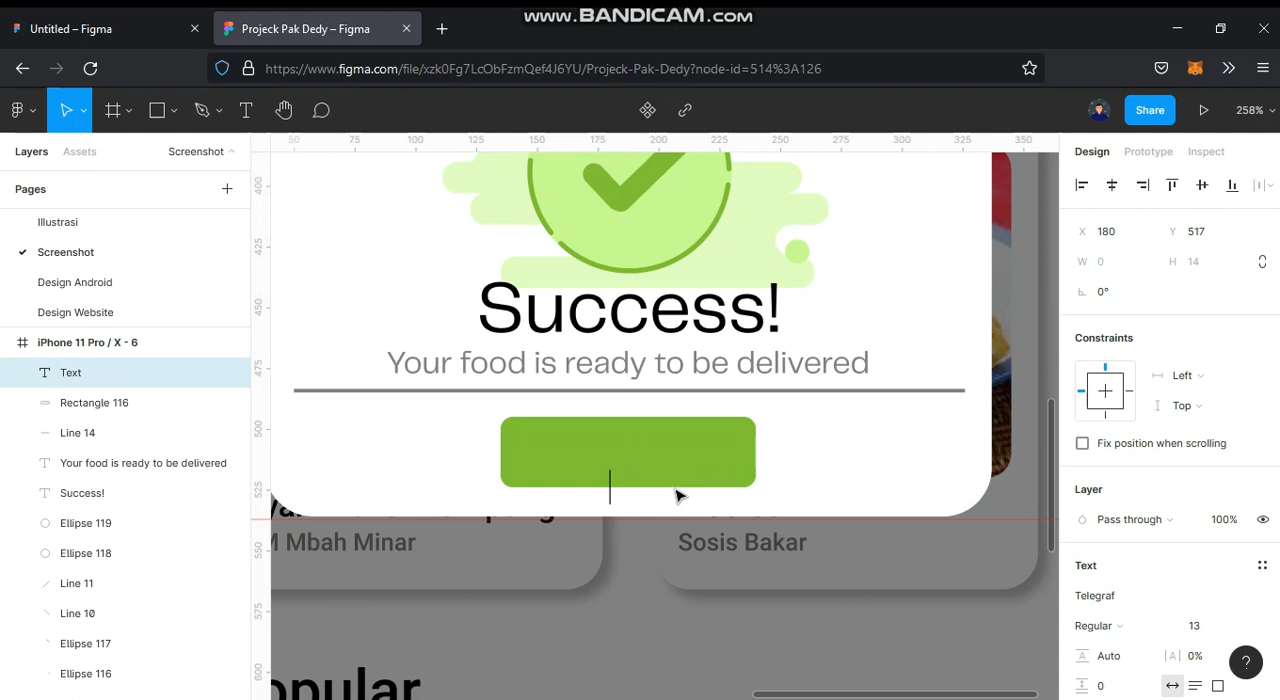 www.BANDICAM.com
Untitled – Figma
Projeck Pak Dedy – Figma
https://www.figma.com/file/xzk0Fg7LcObFzmQef4J6YU/Projeck-Pak-Dedy?node-id=514%3A126
Share
258%
Layers
Assets
Screenshot
Pages
Illustrasi
Screenshot
Design Android
Design Website
iPhone 11 Pro / X - 6
Text
Rectangle 116
Line 14
Your food is ready to be delivered
Success!
Ellipse 119
Ellipse 118
Line 11
Line 10
Ellipse 117
Ellipse 116
50 75 100 125 150 175 200 225 250 275 300 325 350
400
425
450
475
500
525
550
575
600
Success!
Your food is ready to be delivered
M Mbah Minar
Sosis Bakar
opular
Design
Prototype
Inspect
X 180
Y 517
W 0
H 14
0°
Constraints
Left
Top
Fix position when scrolling
Layer
Pass through
100%
Text
Telegraf
Regular
13
A Auto
|A| 0%
0
?